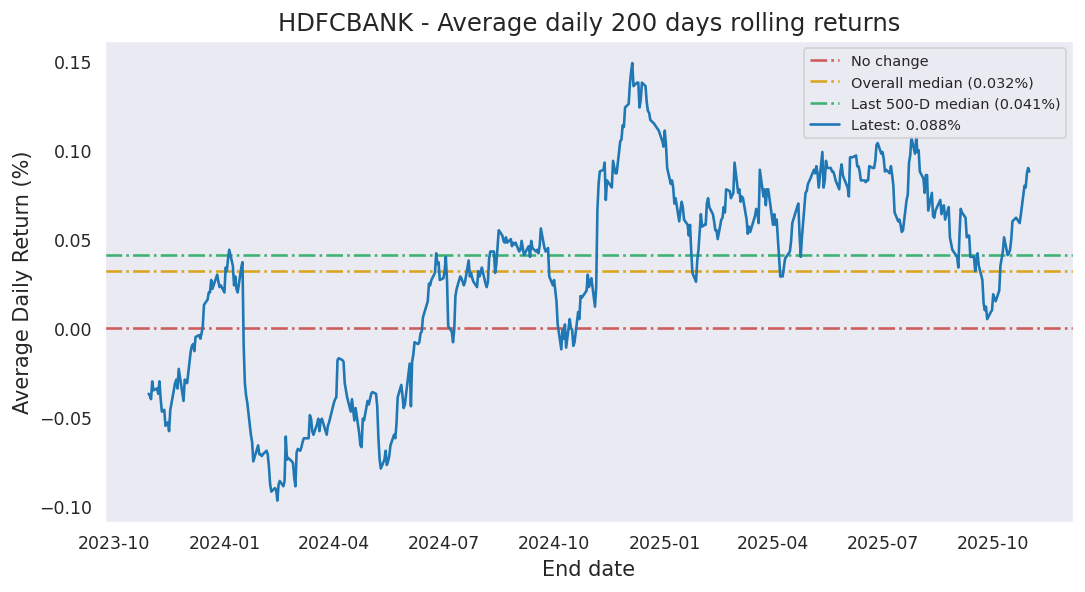 HDFCBANK - Average daily 200 days rolling returns
No change
Overall median (0.032%)
Last 500-D median (0.041%)
Latest: 0.088%
Average Daily Return (%)
0.15
0.10
0.05
0.00
−0.05
−0.10
2023-10 2024-01 2024-04 2024-07 2024-10 2025-01 2025-04 2025-07 2025-10
End date